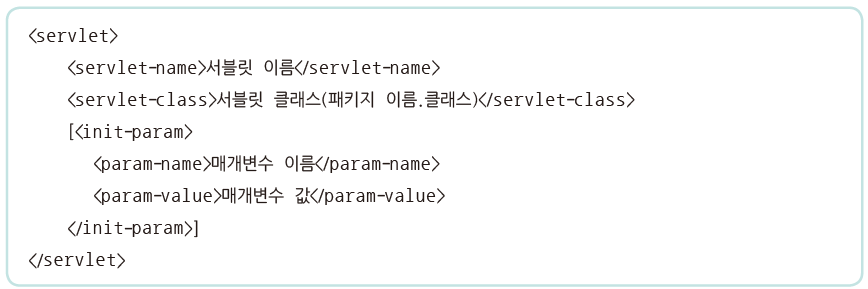 <servlet>
<servlet-name>서블릿 이름</servlet-name>
<servlet-class>서블릿 클래스(패키지 이름.클래스)</servlet-class>
[<init-param>
<param-name>매개변수 이름</param-name>
<param-value>매개변수 값</param-value>
</init-param>]
</servlet>